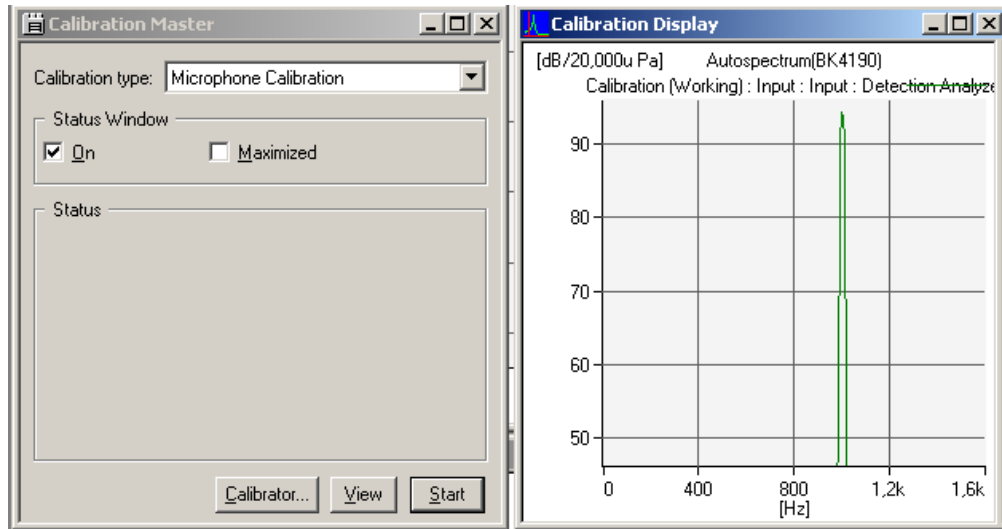 Calibration Master
Calibration type: Microphone Calibration
Status Window
On Maximized
Status
Calibrator... View Start
Calibration Display
[dB/20,000u Pa] Autospectrum(BK4190)
Calibration (Working) : Input : Input : Detection Analyze
90
80
70
60
50
0 400 800 1,2k 1,6k
[Hz]